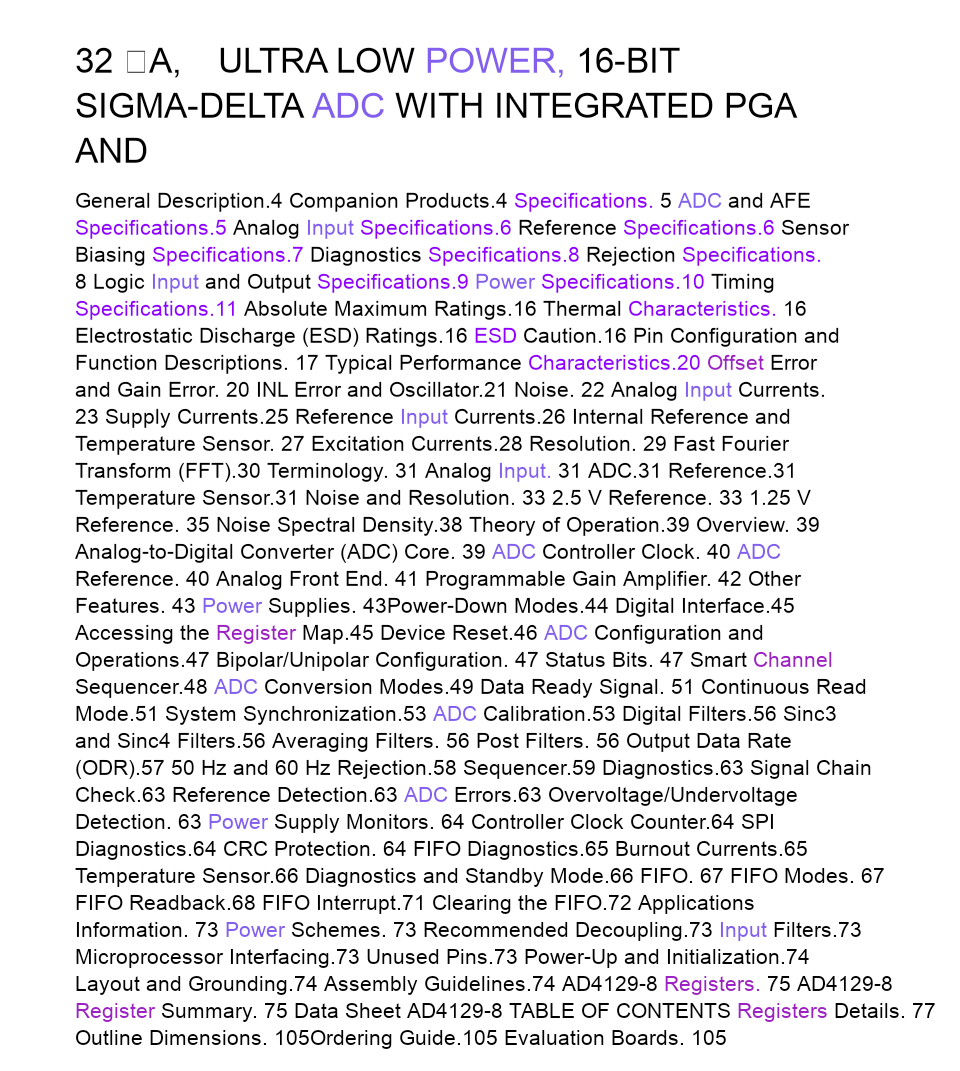 32 □A, ULTRA LOW POWER, 16-BIT
SIGMA-DELTA ADC WITH INTEGRATED PGA
AND
General Description.4 Companion Products.4 Specifications. 5 ADC and AFE
Specifications.5 Analog Input Specifications.6 Reference Specifications.6 Sensor
Biasing Specifications.7 Diagnostics Specifications.8 Rejection Specifications.
8 Logic Input and Output Specifications.9 Power Specifications.10 Timing
Specifications.11 Absolute Maximum Ratings.16 Thermal Characteristics. 16
Electrostatic Discharge (ESD) Ratings.16 ESD Caution.16 Pin Configuration and
Function Descriptions. 17 Typical Performance Characteristics.20 Offset Error
and Gain Error. 20 INL Error and Oscillator.21 Noise. 22 Analog Input Currents.
23 Supply Currents.25 Reference Input Currents.26 Internal Reference and
Temperature Sensor. 27 Excitation Currents.28 Resolution. 29 Fast Fourier
Transform (FFT).30 Terminology. 31 Analog Input. 31 ADC.31 Reference.31
Temperature Sensor.31 Noise and Resolution. 33 2.5 V Reference. 33 1.25 V
Reference. 35 Noise Spectral Density.38 Theory of Operation.39 Overview. 39
Analog-to-Digital Converter (ADC) Core. 39 ADC Controller Clock. 40 ADC
Reference. 40 Analog Front End. 41 Programmable Gain Amplifier. 42 Other
Features. 43 Power Supplies. 43Power-Down Modes.44 Digital Interface.45
Accessing the Register Map.45 Device Reset.46 ADC Configuration and
Operations.47 Bipolar/Unipolar Configuration. 47 Status Bits. 47 Smart Channel
Sequencer.48 ADC Conversion Modes.49 Data Ready Signal. 51 Continuous Read
Mode.51 System Synchronization.53 ADC Calibration.53 Digital Filters.56 Sinc3
and Sinc4 Filters.56 Averaging Filters. 56 Post Filters. 56 Output Data Rate
(ODR).57 50 Hz and 60 Hz Rejection.58 Sequencer.59 Diagnostics.63 Signal Chain
Check.63 Reference Detection.63 ADC Errors.63 Overvoltage/Undervoltage
Detection. 63 Power Supply Monitors. 64 Controller Clock Counter.64 SPI
Diagnostics.64 CRC Protection. 64 FIFO Diagnostics.65 Burnout Currents.65
Temperature Sensor.66 Diagnostics and Standby Mode.66 FIFO. 67 FIFO Modes. 67
FIFO Readback.68 FIFO Interrupt.71 Clearing the FIFO.72 Applications
Information. 73 Power Schemes. 73 Recommended Decoupling.73 Input Filters.73
Microprocessor Interfacing.73 Unused Pins.73 Power-Up and Initialization.74
Layout and Grounding.74 Assembly Guidelines.74 AD4129-8 Registers. 75 AD4129-8
Register Summary. 75 Data Sheet AD4129-8 TABLE OF CONTENTS Registers Details. 77
Outline Dimensions. 105Ordering Guide.105 Evaluation Boards. 105